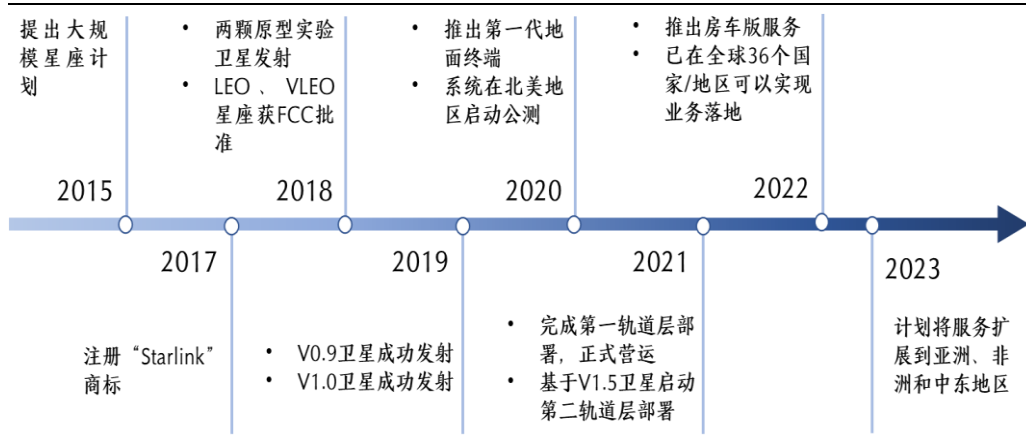 提出大规
模星座计
划
2015
注册“Starlink”
商标
2017
• 两颗原型实验
卫星发射
• LEO、VLEO
星座获FCC批
准
2018
2019
• V0.9卫星成功发射
• V1.0卫星成功发射
• 推出第一代地
面终端
• 系统在北美地
区启动公测
2020
2021
• 完成第一轨道层部
署，正式营运
• 基于V1.5卫星启动
第二轨道层部署
• 推出房车版服务
• 已在全球36个国
家/地区可以实现
业务落地
2022
2023
计划将服务扩
展到亚洲、非
洲和中东地区